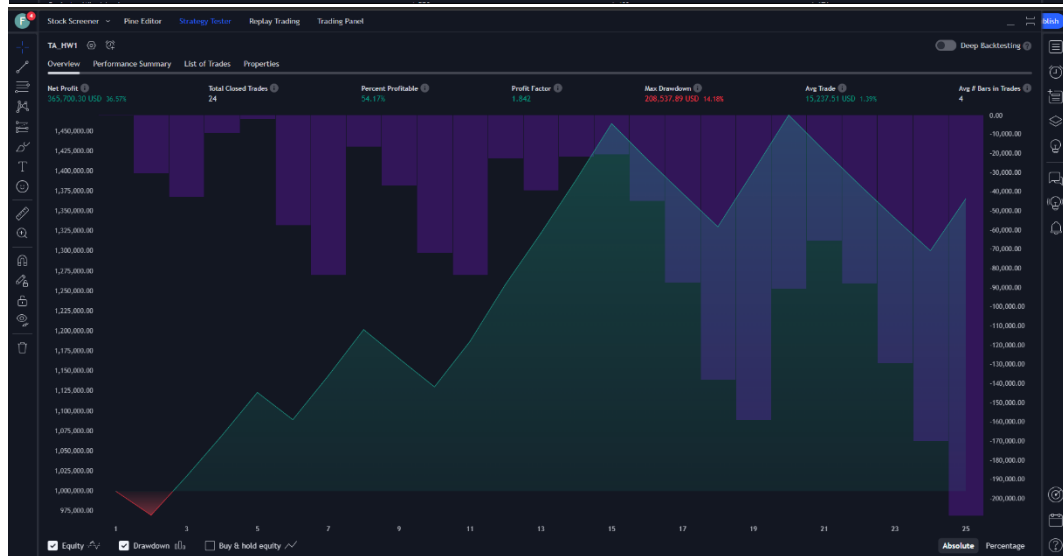 Stock Screener Pine Editor Strategy Tester Replay Trading Trading Panel
blish
TA_HW1 Deep Backtesting
Overview Performance Summary List of Trades Properties
Net Profit Total Closed Trades Percent Profitable Profit Factor Max Drawdown Avg Trade Avg # Bars in Trades
365,700.30 USD 36.57% 24 54.17% 1.842 208,537.89 USD 14.18% 15,237.51 USD 1.39% 4
0.00
1,450,000.00 -10,000.00
1,425,000.00 -20,000.00
1,400,000.00 -30,000.00
1,375,000.00 -40,000.00
1,350,000.00 -50,000.00
1,325,000.00 -60,000.00
1,300,000.00 -70,000.00
1,275,000.00 -80,000.00
1,250,000.00 -90,000.00
1,225,000.00 -100,000.00
1,200,000.00 -110,000.00
1,175,000.00 -120,000.00
1,150,000.00 -130,000.00
1,125,000.00 -140,000.00
1,100,000.00 -150,000.00
1,075,000.00 -160,000.00
1,050,000.00 -170,000.00
1,025,000.00 -180,000.00
1,000,000.00 -190,000.00
975,000.00 -200,000.00
1 3 5 7 9 11 13 15 17 19 21 23 25
Equity Drawdown Buy & hold equity Absolute Percentage